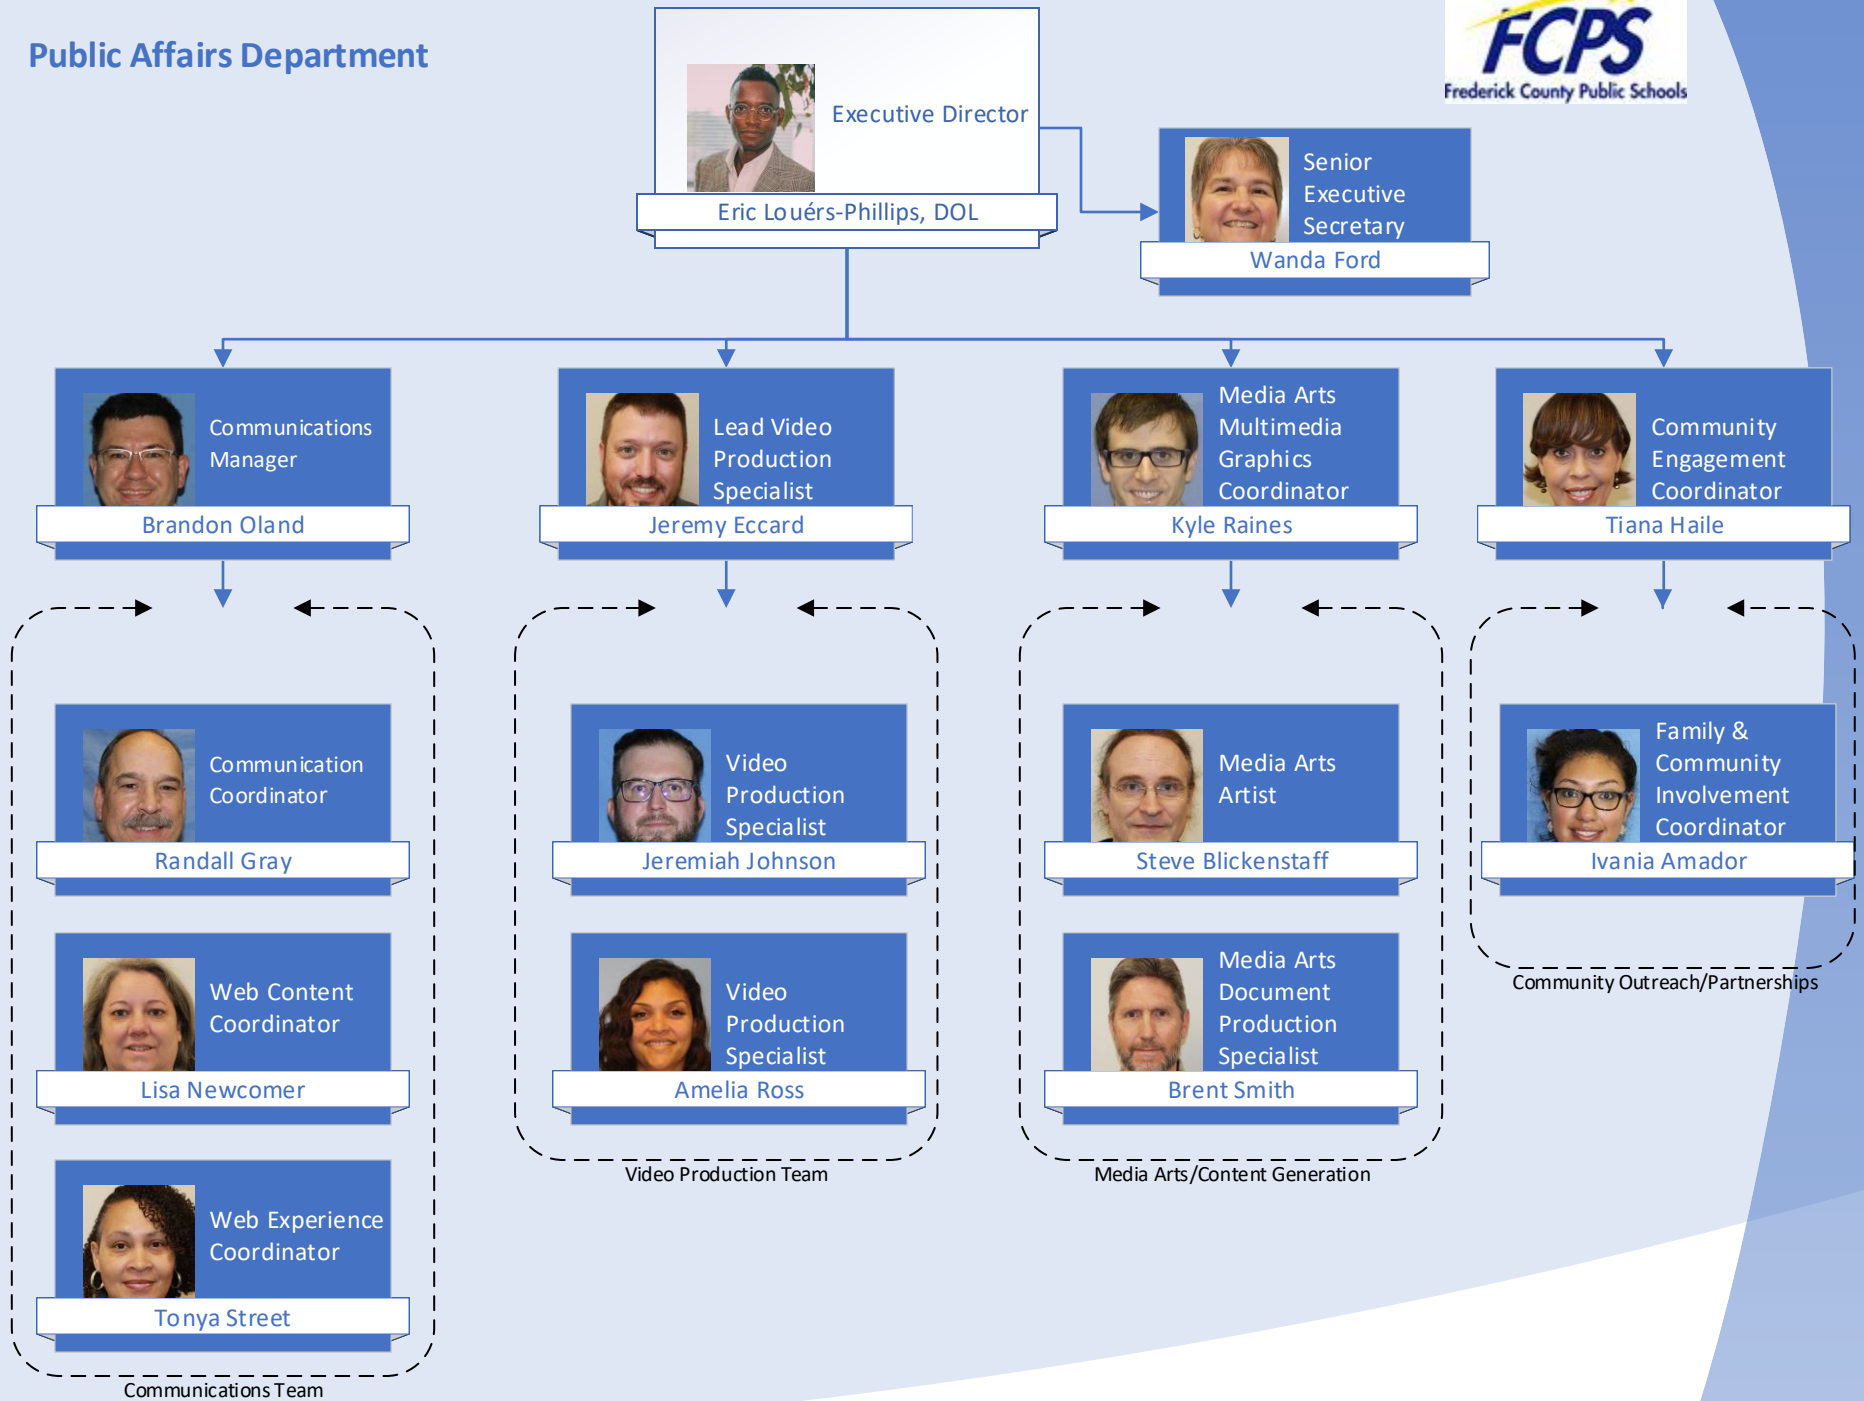 Public Affairs Department
FCPS
Frederick County Public Schools
Executive Director
Eric Louérs-Phillips, DOL
Senior
Executive
Secretary
Wanda Ford
Communications
Manager
Brandon Oland
Lead Video
Production
Specialist
Jeremy Eccard
Media Arts
Multimedia
Graphics
Coordinator
Kyle Raines
Community
Engagement
Coordinator
Tiana Haile
Communication
Coordinator
Randall Gray
Web Content
Coordinator
Lisa Newcomer
Web Experience
Coordinator
Tonya Street
Communications Team
Video
Production
Specialist
Jeremiah Johnson
Video
Production
Specialist
Amelia Ross
Video Production Team
Media Arts
Artist
Steve Blickenstaff
Media Arts
Document
Production
Specialist
Brent Smith
Media Arts/Content Generation
Family &
Community
Involvement
Coordinator
Ivania Amador
Community Outreach/Partnerships